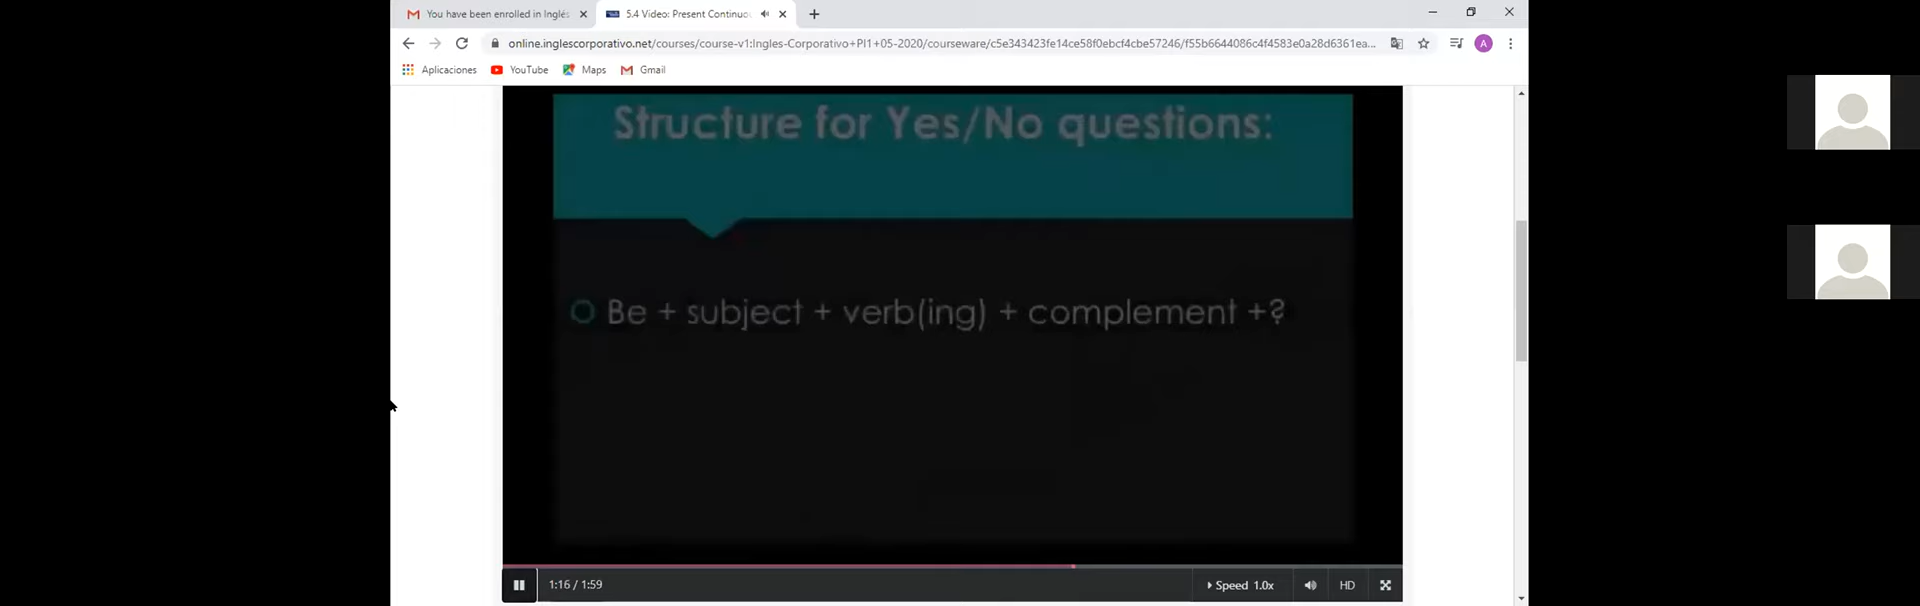 You have been enrolled in Inglés
5.4 Video: Present Continuo
online.inglescorporativo.net/courses/course-v1:Ingles-Corporativo+PI1+05-2020/courseware/c5e343423fe14ce58f0ebcf4cbe57246/f55b6644086c4f4583e0a28d6361ea...
A
Aplicaciones
YouTube
Maps
Gmail
Structure for Yes/No questions:
Be + subject + verb(ing) + complement +?
1:16 / 1:59
Speed 1.0x
HD